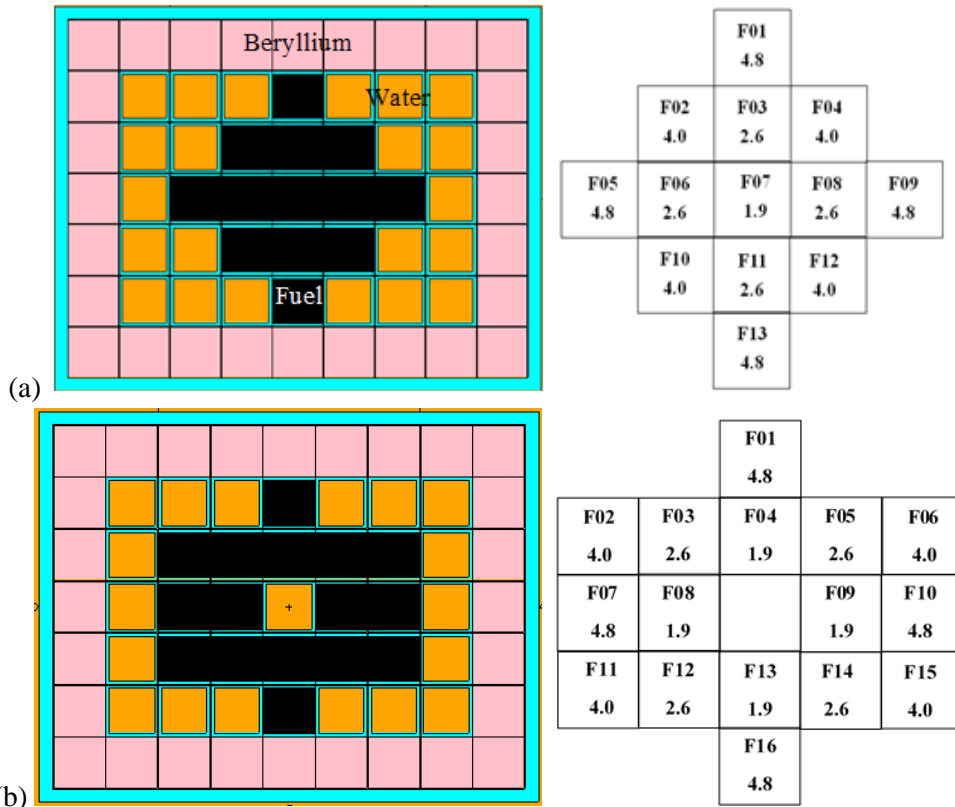 Beryllium
Water
Fuel
(a)
F01
4.8
F02 F03 F04
4.0 2.6 4.0
F05 F06 F07 F08 F09
4.8 2.6 1.9 2.6 4.8
F10 F11 F12
4.0 2.6 4.0
F13
4.8
b)
F01
4.8
F02 F03 F04 F05 F06
4.0 2.6 1.9 2.6 4.0
F07 F08 F09 F10
4.8 1.9 1.9 4.8
F11 F12 F13 F14 F15
4.0 2.6 1.9 2.6 4.0
F16
4.8